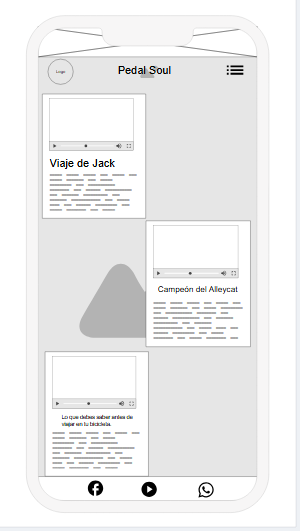 Logo
Pedal Soul
Viaje de Jack
Campeón del Alleycat
Lo que debes saber antes de
viajar en tu bicicleta.